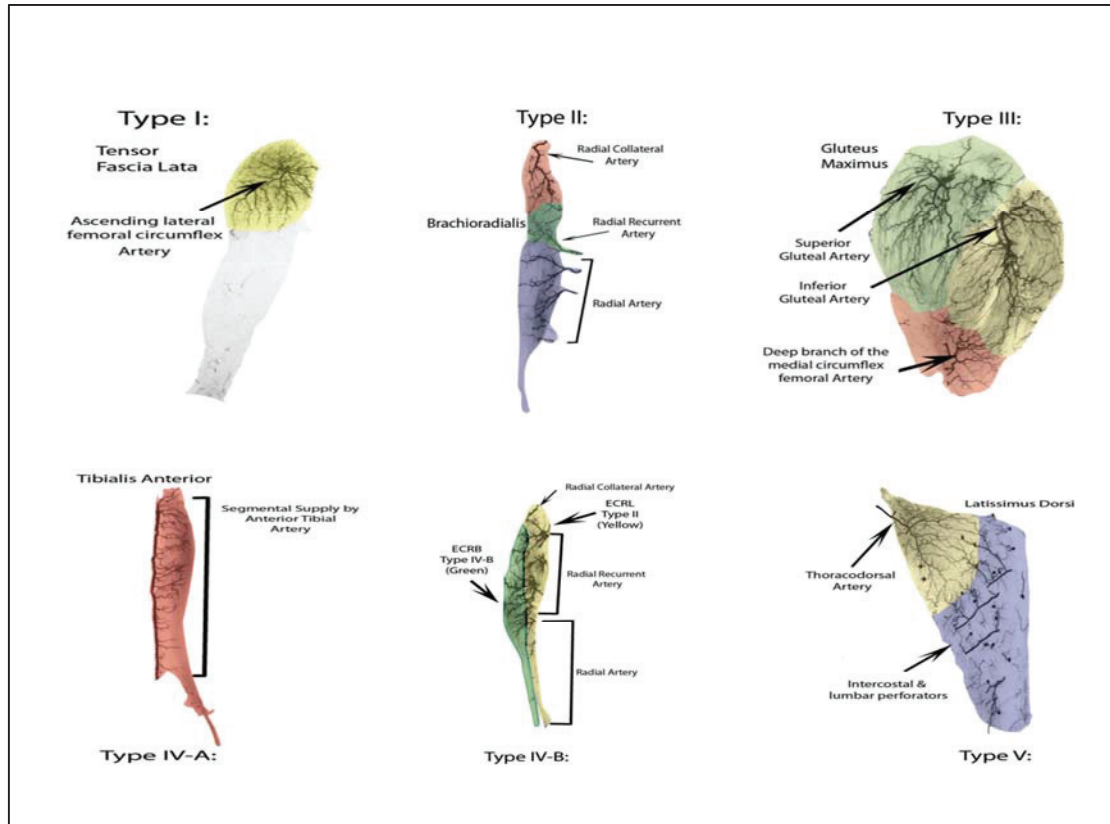 Type I:
Tensor
Fascia Lata
Ascending lateral
femoral circumflex
Artery
Type II:
Radial Collateral
Artery
Brachioradialis
Radial Recurrent
Artery
Radial Artery
Type III:
Gluteus
Maximus
Superior
Gluteal Artery
Inferior
Gluteal Artery
Deep branch of the
medial circumflex
femoral Artery
Tibialis Anterior
Segmental Supply by
Anterior Tibial
Artery
Type IV-A:
Radial Collateral Artery
ECRL
Type II
(Yellow)
ECRB
Type IV-B
(Green)
Radial Recurrent
Artery
Radial Artery
Type IV-B:
Latissimus Dorsi
Thoracodorsal
Artery
Intercostal &
lumbar perforators
Type V: